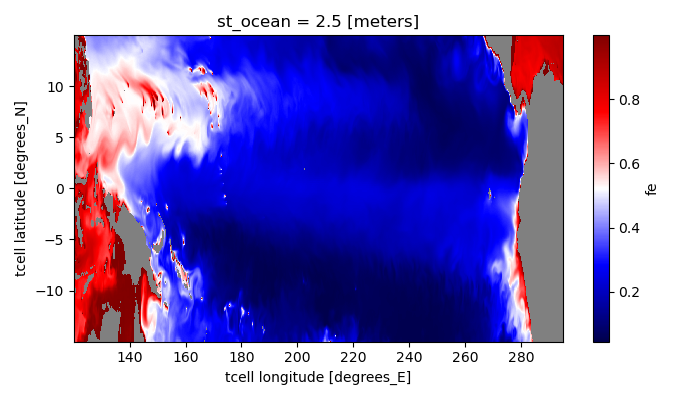 st_ocean = 2.5 [meters]
10
5
0
−5
−10
tcell latitude [degrees_N]
140 160 180 200 220 240 260 280
tcell longitude [degrees_E]
0.8
0.6
0.4
0.2
fe